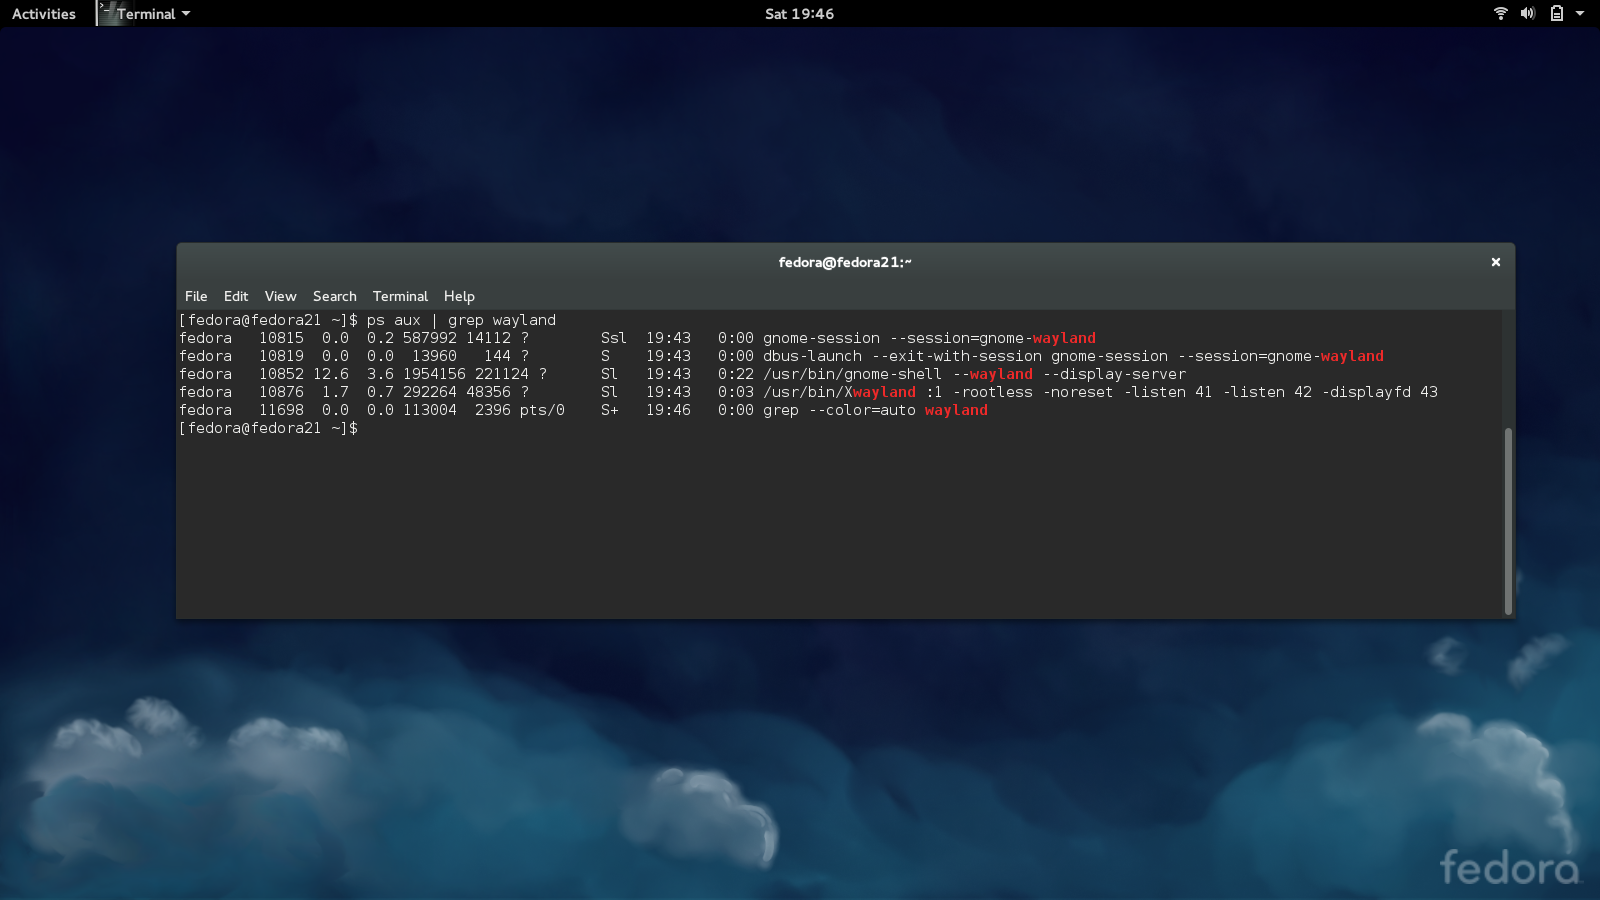 Activities Terminal Sat 19:46
fedora@fedora21:~
File Edit View Search Terminal Help
[fedora@fedora21 ~]$ ps aux | grep wayland
fedora   10815  0.0  0.2 587992 14112 ?        Ssl  19:43   0:00 gnome-session --session=gnome-wayland
fedora   10819  0.0  0.0  13960   144 ?        S    19:43   0:00 dbus-launch --exit-with-session gnome-session --session=gnome-wayland
fedora   10852 12.6  3.6 1954156 221124 ?      Sl   19:43   0:22 /usr/bin/gnome-shell --wayland --display-server
fedora   10876  1.7  0.7 292264 48356 ?        Sl   19:43   0:03 /usr/bin/Xwayland :1 -rootless -noreset -listen 41 -listen 42 -displayfd 43
fedora   11698  0.0  0.0 113004  2396 pts/0    S+   19:46   0:00 grep --color=auto wayland
[fedora@fedora21 ~]$
fedora